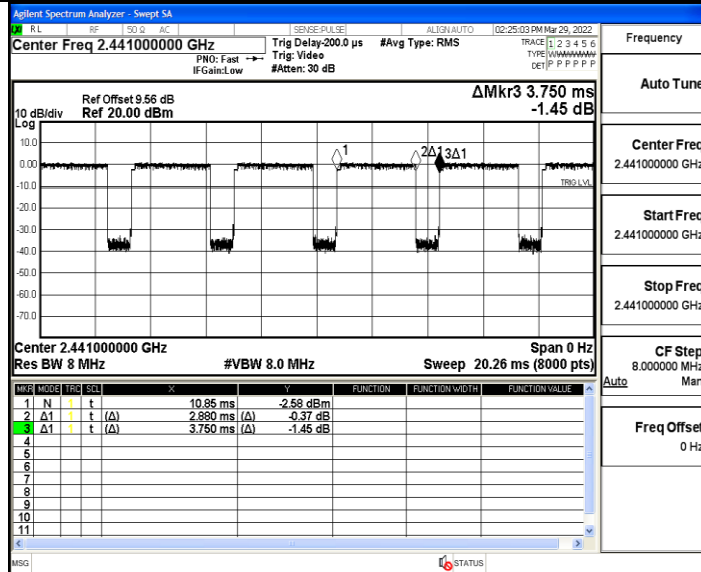 Agilent Spectrum Analyzer - Swept SA
RL RF 50 Ω AC SENSE:PULSE ALIGNAUTO 02:25:03 PM Mar 29, 2022
Center Freq 2.441000000 GHz
PNO: Fast
IFGain:Low
Trig Delay-200.0 µs
Trig: Video
#Atten: 30 dB
#Avg Type: RMS
TRACE 1 2 3 4 5 6
TYPE WWWWWW
DET P P P P P P
Ref Offset 9.56 dB
10 dB/div Ref 20.00 dBm
Log
ΔMkr3 3.750 ms
-1.45 dB
10.0
0.00
-10.0
-20.0
-30.0
-40.0
-50.0
-60.0
-70.0
1
2Δ1
3Δ1
TRIG LVL
Center 2.441000000 GHz Span 0 Hz
Res BW 8 MHz #VBW 8.0 MHz Sweep 20.26 ms (8000 pts)
MKR MODE TRC SCL X Y FUNCTION FUNCTION WIDTH FUNCTION VALUE
1 N 1 t 10.85 ms -2.58 dBm
2 Δ1 1 t (Δ) 2.880 ms (Δ) -0.37 dB
3 Δ1 1 t (Δ) 3.750 ms (Δ) -1.45 dB
4
5
6
7
8
9
10
11
MSG STATUS
Frequency
Auto Tune
Center Freq
2.441000000 GHz
Start Freq
2.441000000 GHz
Stop Freq
2.441000000 GHz
CF Step
8.000000 MHz
Auto Man
Freq Offset
0 Hz